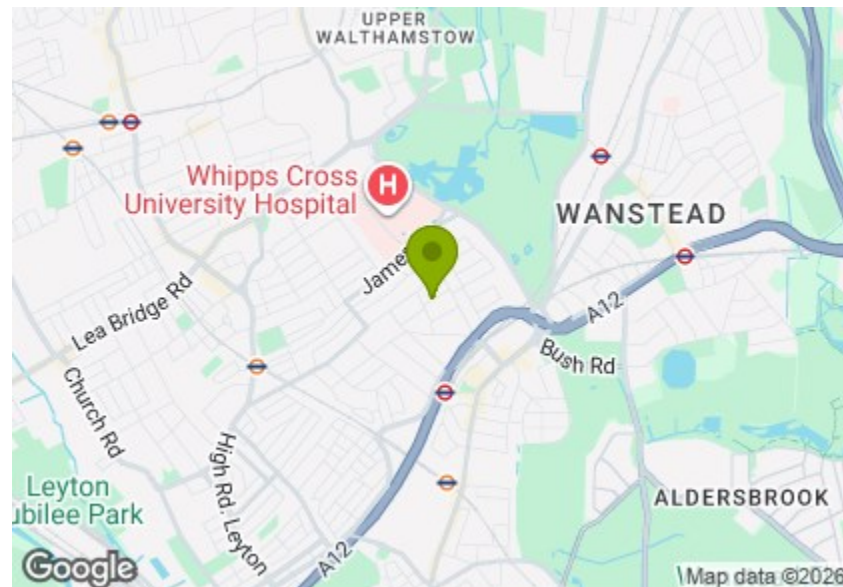 UPPER
WALTHAMSTOW
Whipps Cross
University Hospital
H
WANSTEAD
James
Lea Bridge Rd
A12
Bush Rd
Church Rd
High Rd. Leyton
Leyton
ubilee Park
ALDERSBROOK
A12
Google
Map data ©2026